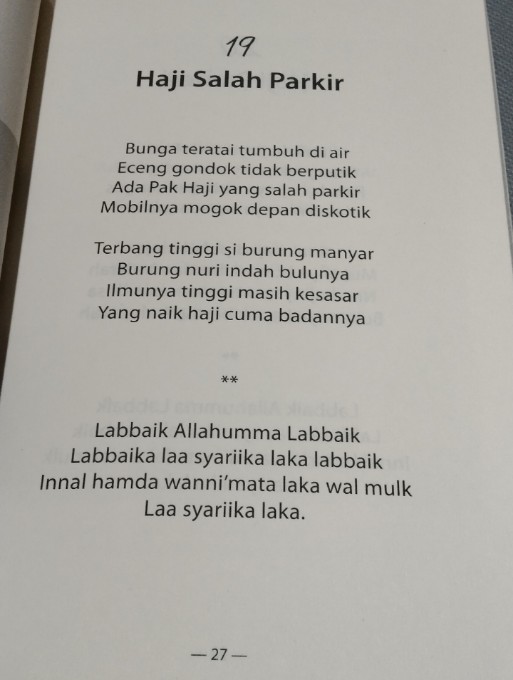 19
Haji Salah Parkir
Bunga teratai tumbuh di air
Eceng gondok tidak berputik
Ada Pak Haji yang salah parkir
Mobilnya mogok depan diskotik
Terbang tinggi si burung manyar
Burung nuri indah bulunya
Ilmunya tinggi masih kesasar
Yang naik haji cuma badannya
**
Labbaik Allahumma Labbaik
Labbaika laa syariika laka labbaik
Innal hamda wanni’mata laka wal mulk
Laa syariika laka.
— 27 —